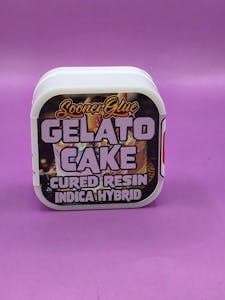 SoonerGlue
GELATO
CAKE
CURED RESIN
INDICA HYBRID